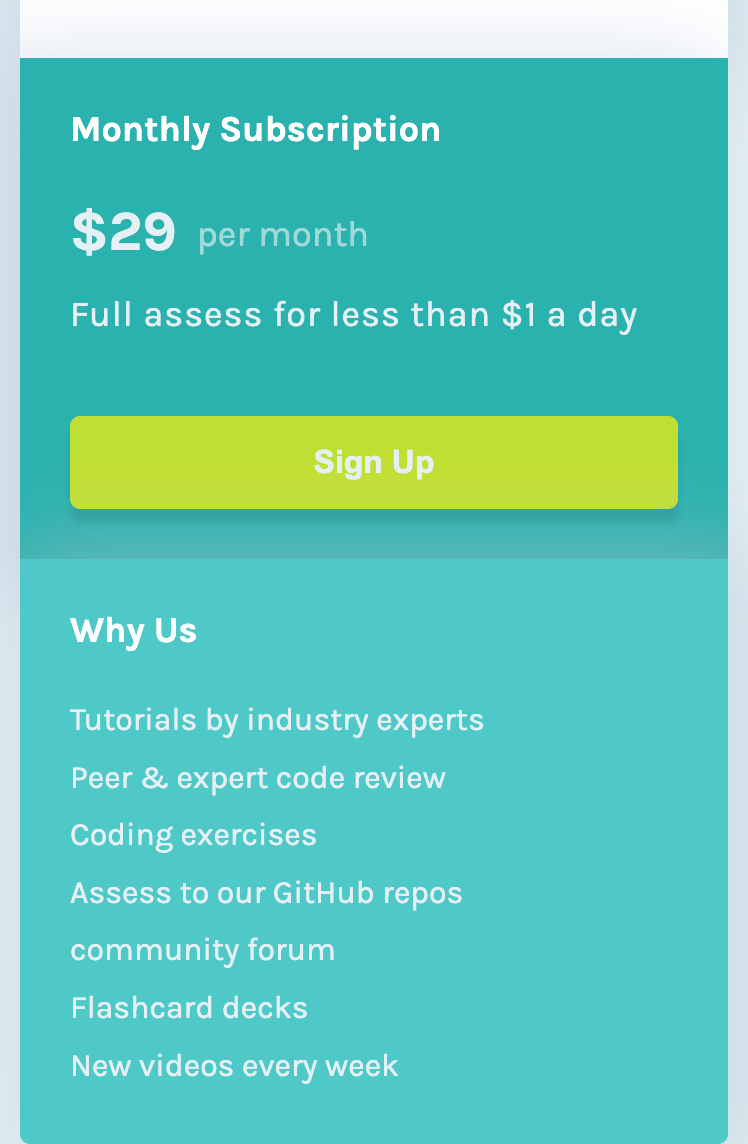 Monthly Subscription
$29 per month
Full assess for less than $1 a day
Sign Up
Why Us
Tutorials by industry experts
Peer & expert code review
Coding exercises
Assess to our GitHub repos
community forum
Flashcard decks
New videos every week